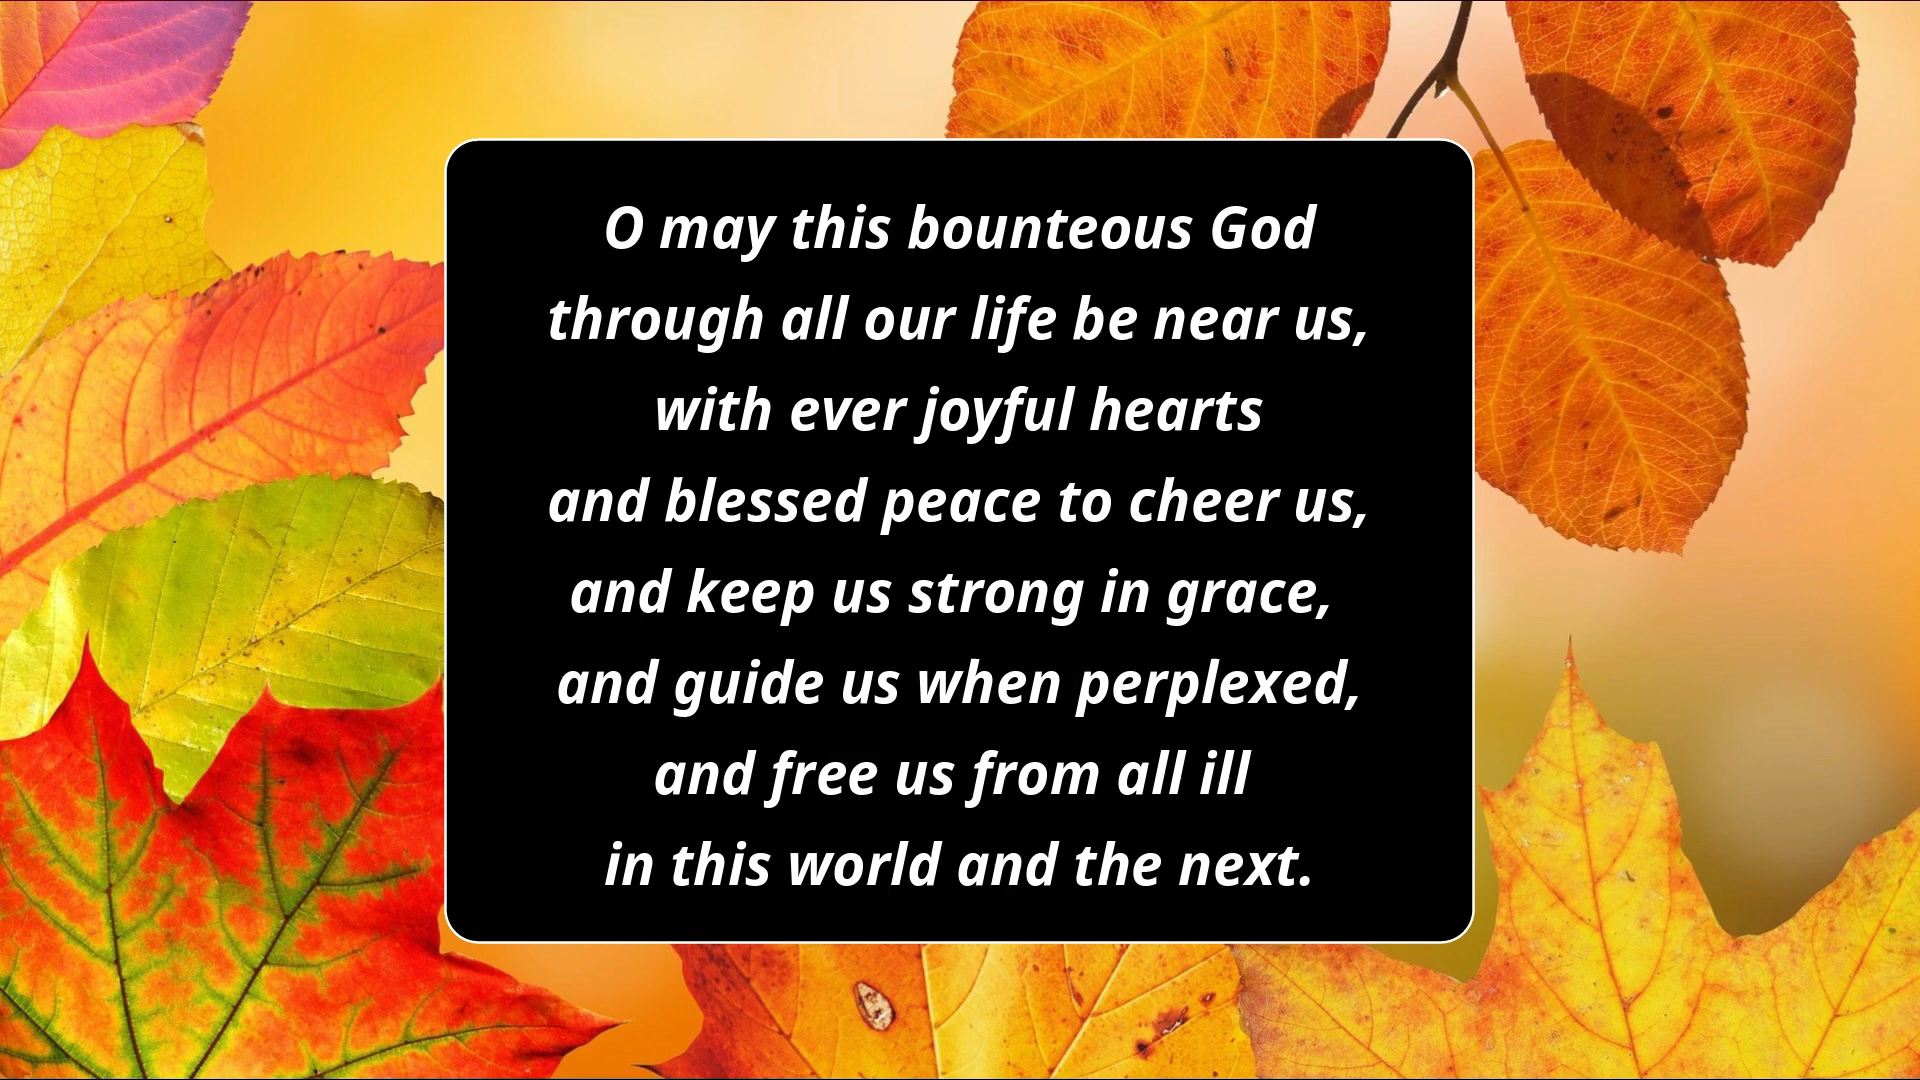 O may this bounteous God
through all our life be near us,
with ever joyful hearts
and blessed peace to cheer us,
and keep us strong in grace,
and guide us when perplexed,
and free us from all ill
in this world and the next.